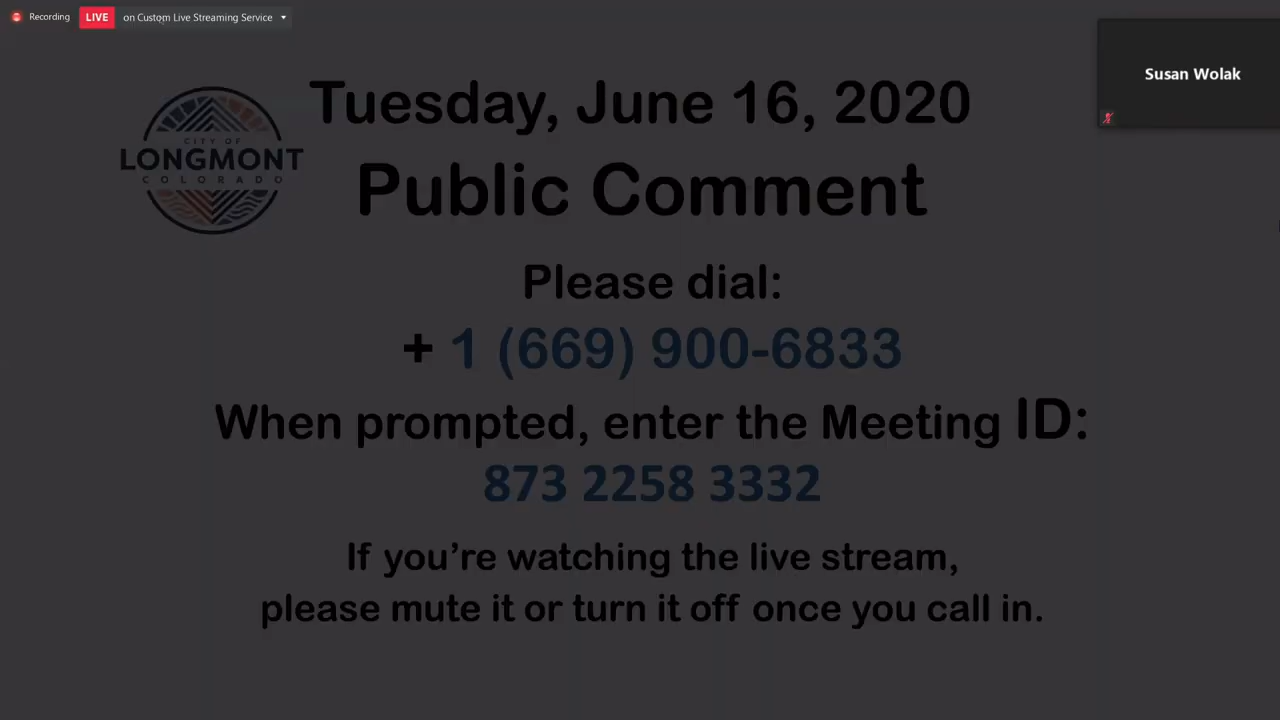 Recording
LIVE
on Custom Live Streaming Service
Susan Wolak
Tuesday, June 16, 2020
CITY OF
LONGMONT
COLORADO
Public Comment
Please dial:
+ 1 (669) 900-6833
When prompted, enter the Meeting ID:
873 2258 3332
If you're watching the live stream,
please mute it or turn it off once you call in.